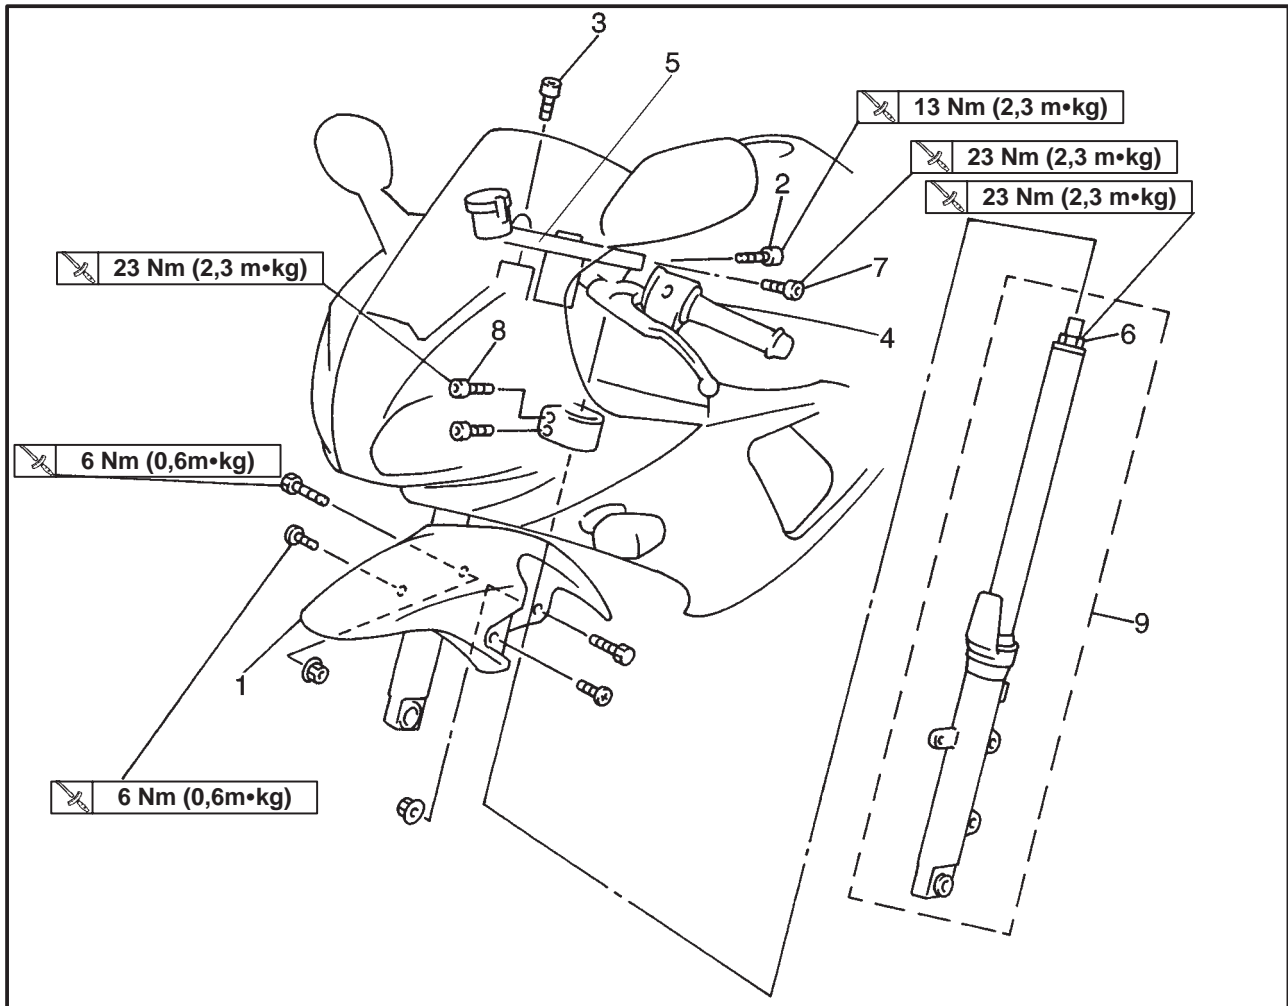 3
5
13 Nm (2,3 m•kg)
23 Nm (2,3 m•kg)
2
23 Nm (2,3 m•kg)
23 Nm (2,3 m•kg)
7
8
4
6
6 Nm (0,6m•kg)
9
1
6 Nm (0,6m•kg)